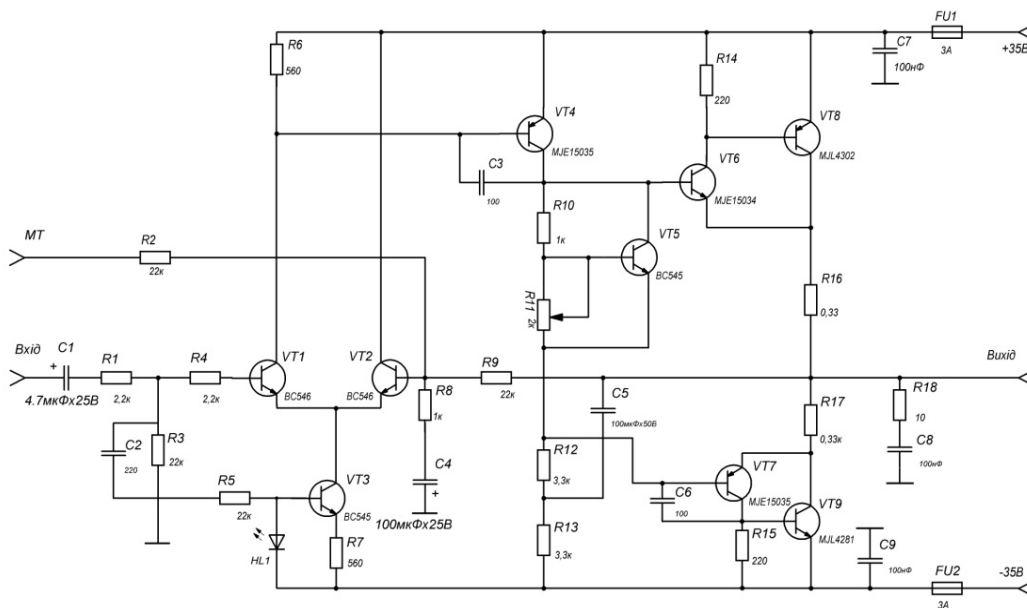 FU1
3А
+35В
C7
100нФ
R6
560
R14
220
VT4
MJE15035
VT8
MJL4302
C3
100
VT6
MJE15034
R10
1к
VT5
BC545
МТ
R2
22к
R11
2к
R16
0,33
Вхід
C1
+
4.7мкФх25В
R1
2,2к
R4
2,2к
VT1
BC546
VT2
BC546
R9
22к
Вихід
R8
1к
C5
100мкФх50В
R18
10
R17
0,33к
C2
220
R3
22к
C8
100нФ
C4
+
100мкФх25В
R12
3,3к
VT7
MJE15035
R5
22к
VT3
BC545
C6
100
VT9
MJL4281
R13
3,3к
R15
220
HL1
R7
560
C9
100нФ
FU2
3А
-35В